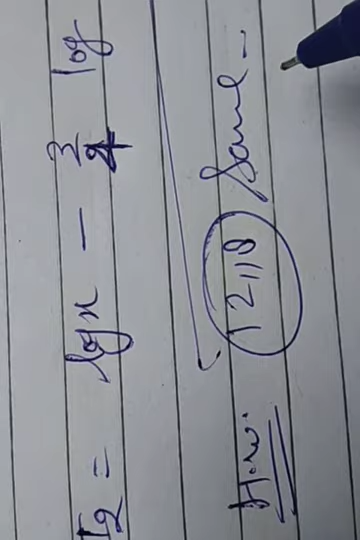 I2 = log x - 3/4 log
H.W. 12,18 Same -